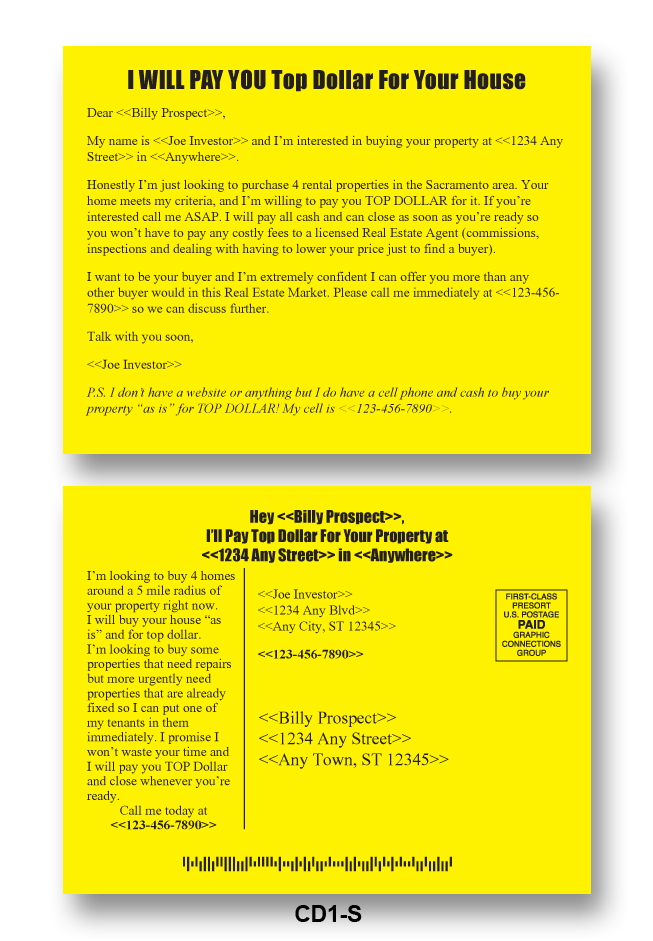 I WILL PAY YOU Top Dollar For Your House
Dear <<Billy Prospect>>,
My name is <<Joe Investor>> and I'm interested in buying your property at <<1234 Any
Street>> in <<Anywhere>>.
Honestly I'm just looking to purchase 4 rental properties in the Sacramento area. Your
home meets my criteria, and I'm willing to pay you TOP DOLLAR for it. If you're
interested call me ASAP. I will pay all cash and can close as soon as you're ready so
you won't have to pay any costly fees to a licensed Real Estate Agent (commissions,
inspections and dealing with having to lower your price just to find a buyer).
I want to be your buyer and I'm extremely confident I can offer you more than any
other buyer would in this Real Estate Market. Please call me immediately at <<123-456-
7890>> so we can discuss further.
Talk with you soon,
<<Joe Investor>>
P.S. I don't have a website or anything but I do have a cell phone and cash to buy your
property “as is” for TOP DOLLAR! My cell is <<123-456-7890>>.
Hey <<Billy Prospect>>,
I'll Pay Top Dollar For Your Property at
<<1234 Any Street>> in <<Anywhere>>
I'm looking to buy 4 homes
around a 5 mile radius of
your property right now.
I will buy your house “as
is” and for top dollar.
I'm looking to buy some
properties that need repairs
but more urgently need
properties that are already
fixed so I can put one of
my tenants in them
immediately. I promise I
won't waste your time and
I will pay you TOP Dollar
and close whenever you're
ready.
Call me today at
<<123-456-7890>>
<<Joe Investor>>
<<1234 Any Blvd>>
<<Any City, ST 12345>>
<<123-456-7890>>
FIRST-CLASS
PRESORT
U.S. POSTAGE
PAID
GRAPHIC
CONNECTIONS
GROUP
<<Billy Prospect>>
<<1234 Any Street>>
<<Any Town, ST 12345>>
CD1-S